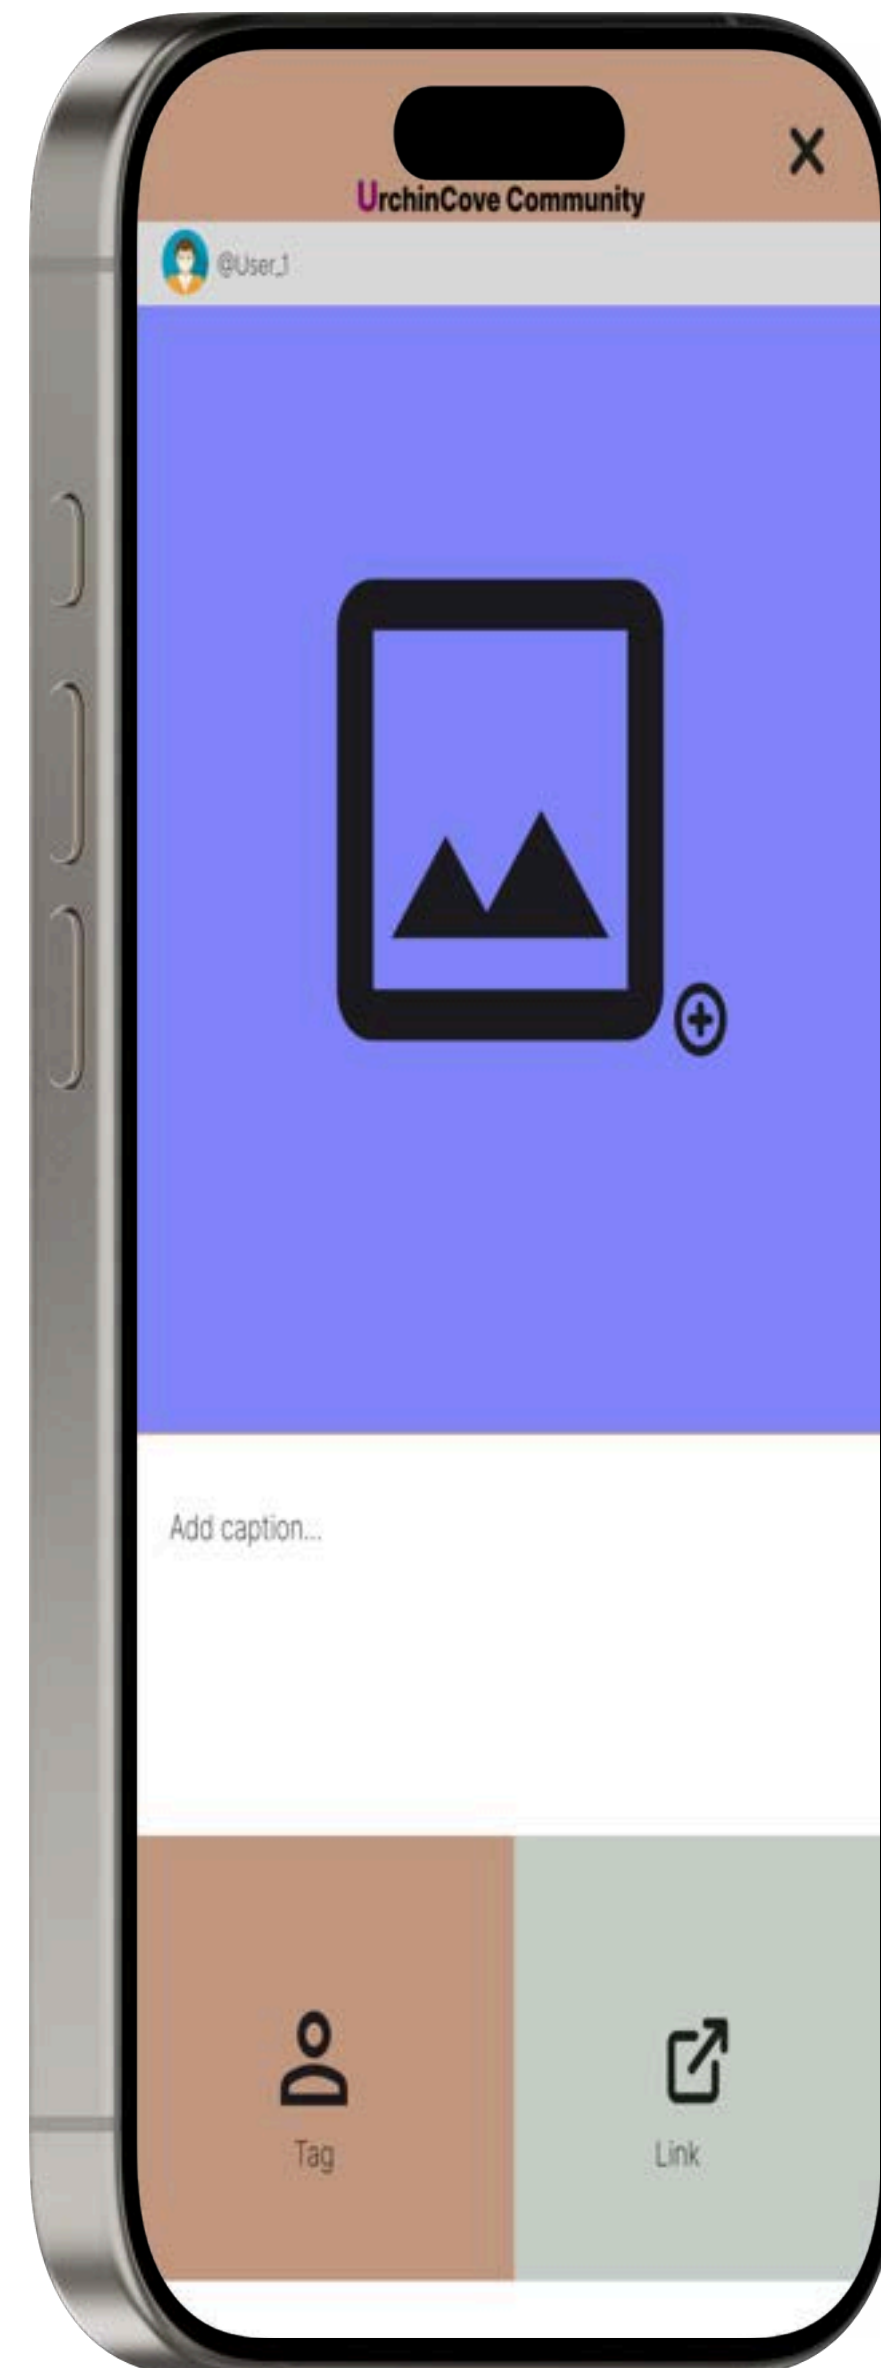 X
UrchinCove Community
@User_1
Add caption...
Tag
Link